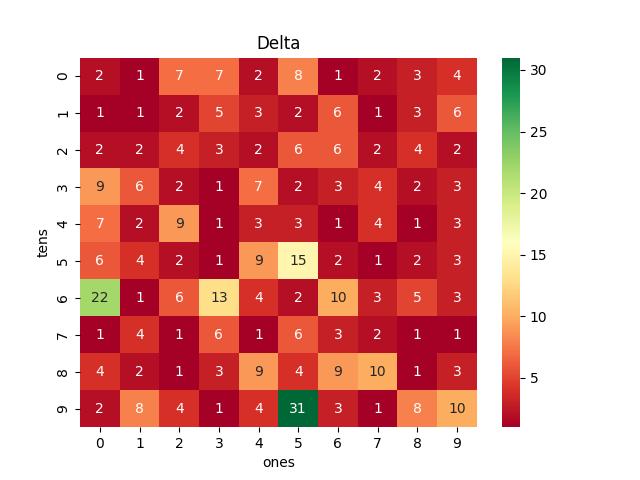 Delta
0 2 1 7 7 2 8 1 2 3 4
1 1 1 2 5 3 2 6 1 3 6
2 2 2 4 3 2 6 6 2 4 2
3 9 6 2 1 7 2 3 4 2 3
4 7 2 9 1 3 3 1 4 1 3
5 6 4 2 1 9 15 2 1 2 3
6 22 1 6 13 4 2 10 3 5 3
7 1 4 1 6 1 6 3 2 1 1
8 4 2 1 3 9 4 9 10 1 3
9 2 8 4 1 4 31 3 1 8 10
0 1 2 3 4 5 6 7 8 9
ones
tens
30
25
20
15
10
5